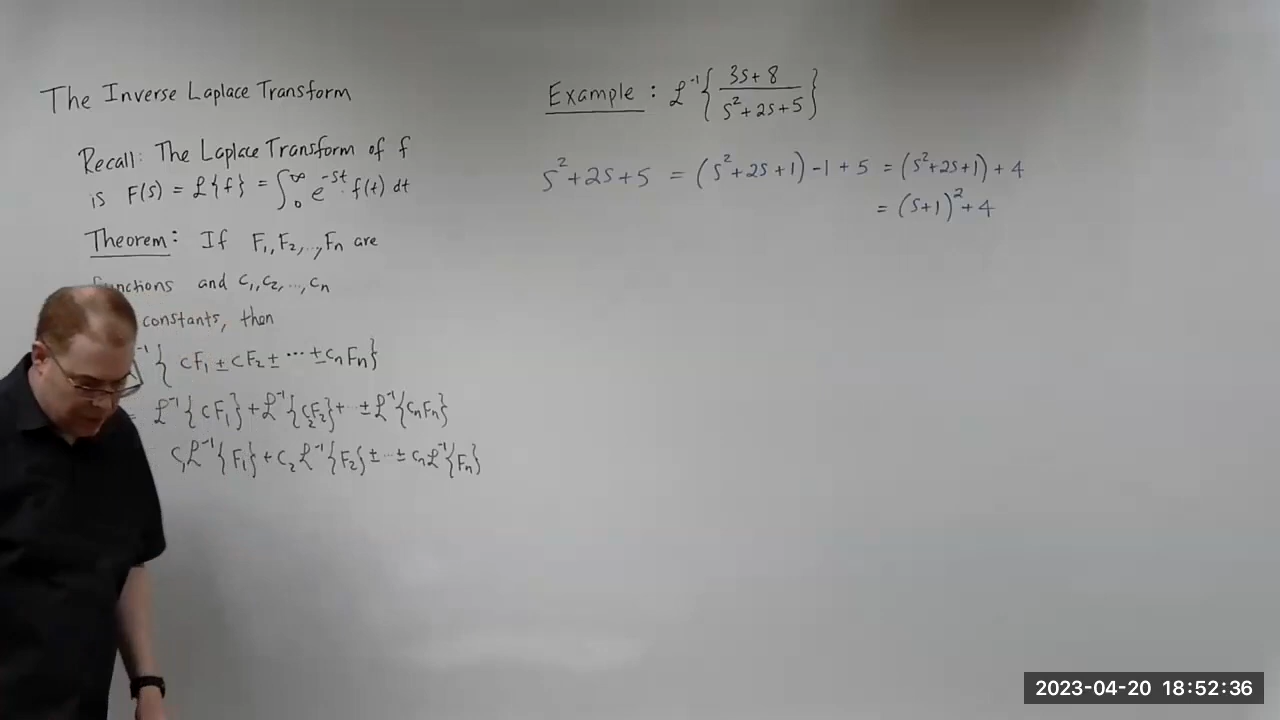 The Inverse Laplace Transform
Recall: The Laplace Transform of f
is F(s) = ℒ{f} = ∫₀^∞ e^{-st} · f(t) dt
Theorem: If F₁, F₂, ..., Fn are
functions and c₁, c₂, ..., cn
constants, then
⁻¹{ cF₁ ± cF₂ ± ⋯ ± cnFn}
= ℒ⁻¹{cF₁} + ℒ⁻¹{c₂F₂} + ⋯ ± ℒ⁻¹{cnFn}
c₁ℒ⁻¹{F₁} + c₂ℒ⁻¹{F₂} ± ⋯ ± cnℒ⁻¹{Fn}
Example: ℒ⁻¹{ (3s+8)/(s²+2s+5) }
s²+2s+5 = (s²+2s+1) -1 + 5 = (s²+2s+1) + 4
= (s+1)² + 4
2023-04-20 18:52:36